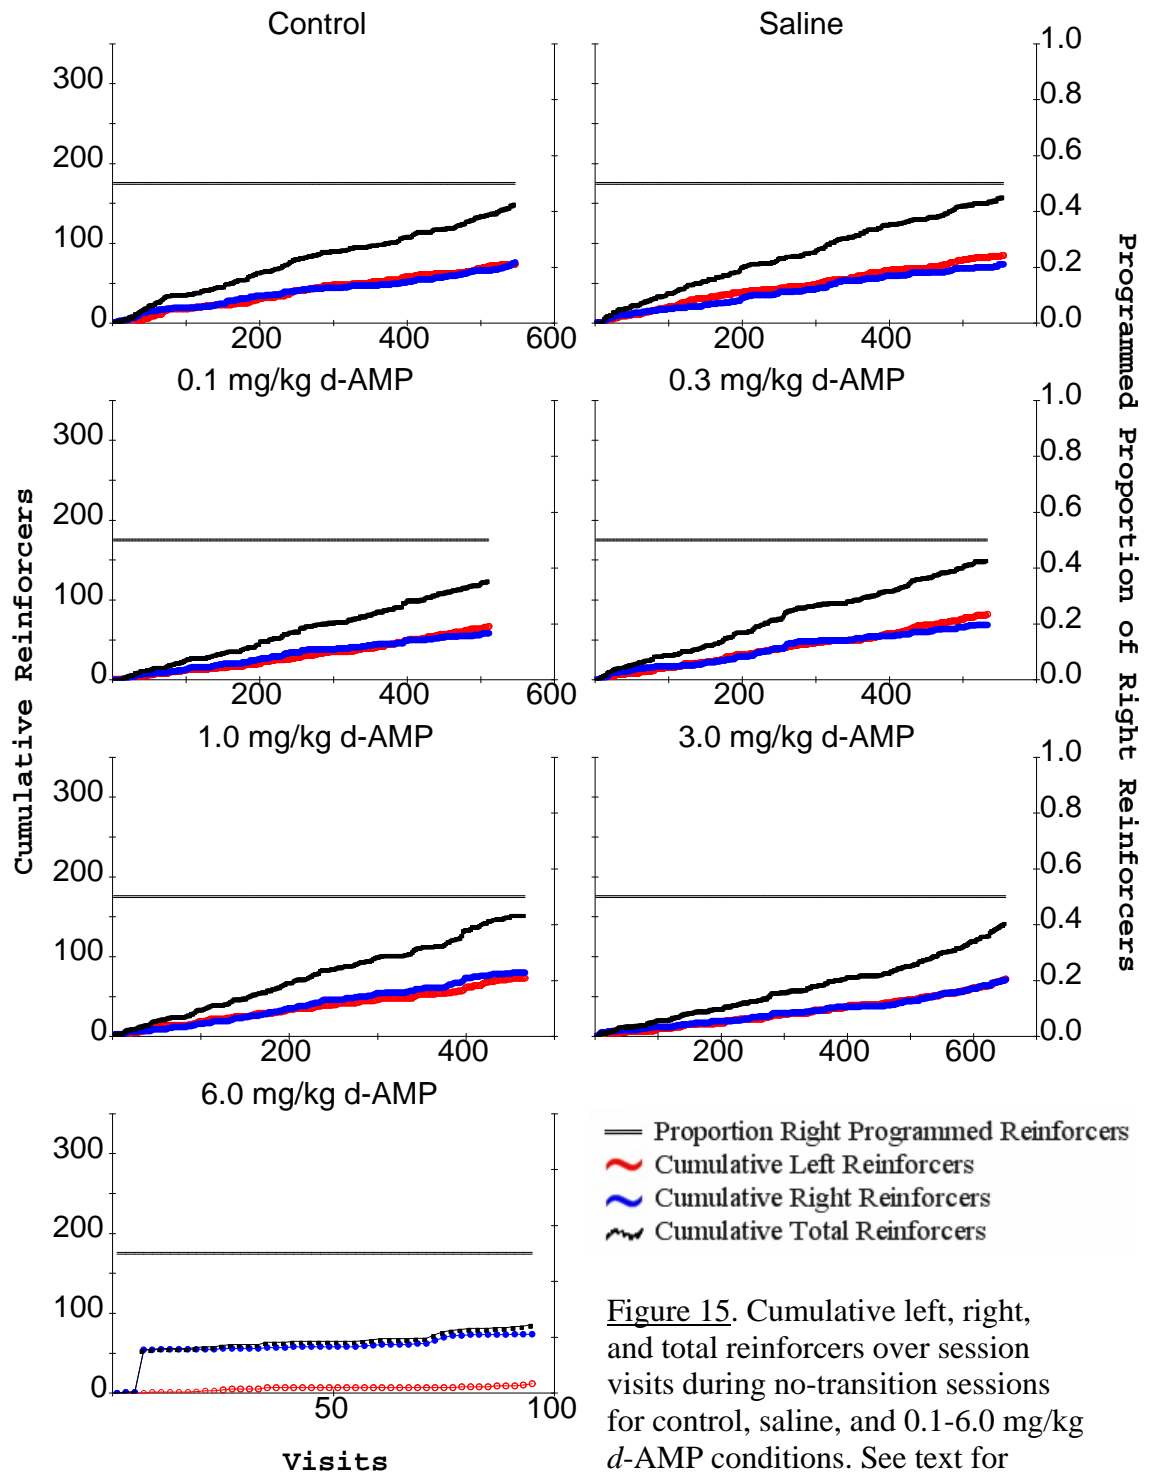 Control
Saline
300
200
100
0
200
400
600
1.0
0.8
0.6
0.4
0.2
0.0
200
400
0.1 mg/kg d-AMP
0.3 mg/kg d-AMP
300
200
100
0
200
400
1.0
0.8
0.6
0.4
0.2
0.0
200
400
1.0 mg/kg d-AMP
3.0 mg/kg d-AMP
300
200
100
0
200
400
1.0
0.8
0.6
0.4
0.2
0.0
200
400
600
6.0 mg/kg d-AMP
300
200
100
0
50
100
Cumulative Reinforcers
Programmed Proportion of Right Reinforcers
Visits
Proportion Right Programmed Reinforcers
Cumulative Left Reinforcers
Cumulative Right Reinforcers
Cumulative Total Reinforcers
Figure 15. Cumulative left, right,
and total reinforcers over session
visits during no-transition sessions
for control, saline, and 0.1-6.0 mg/kg
d-AMP conditions. See text for